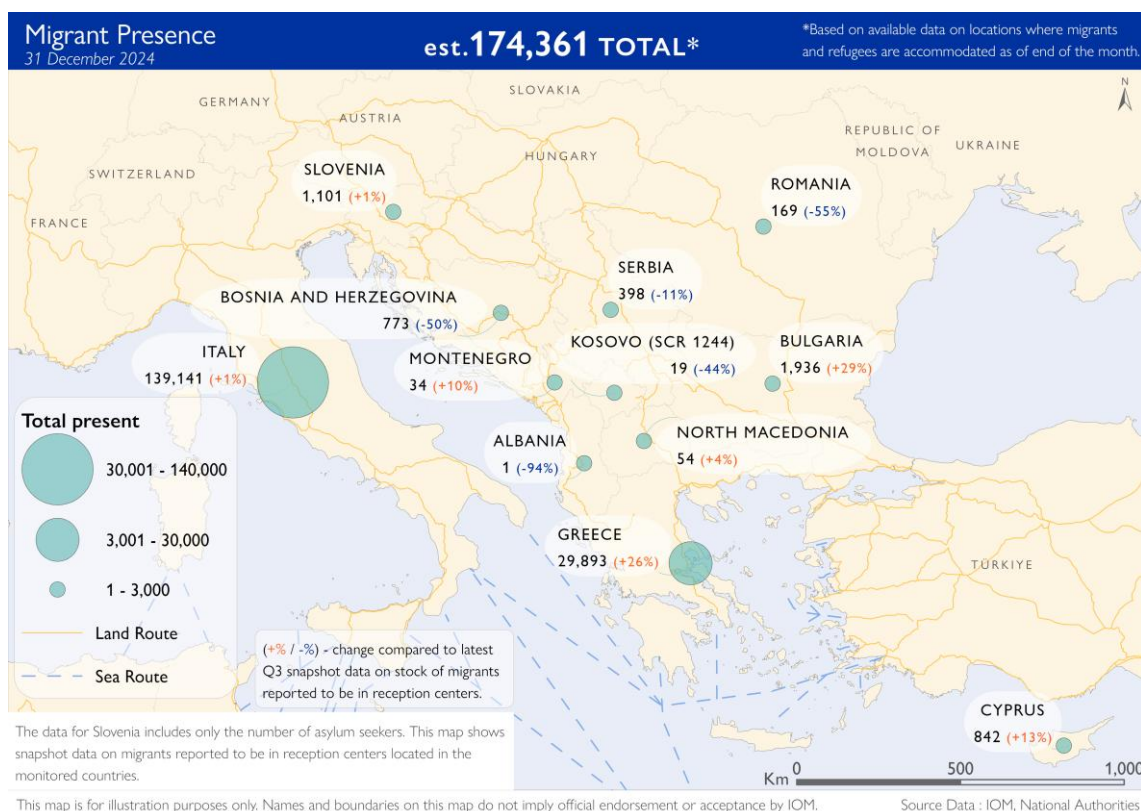 Migrant Presence
31 December 2024
est.174,361 TOTAL*
*Based on available data on locations where migrants
and refugees are accommodated as of end of the month.
N
SLOVAKIA
GERMANY
AUSTRIA
REPUBLIC OF
MOLDOVA
UKRAINE
HUNGARY
SWITZERLAND
SLOVENIA
1,101 (+1%)
ROMANIA
169 (-55%)
FRANCE
SERBIA
398 (-11%)
BOSNIA AND HERZEGOVINA
773 (-50%)
KOSOVO (SCR 1244)
19 (-44%)
BULGARIA
1,936 (+29%)
ITALY
139,141 (+1%)
MONTENEGRO
34 (+10%)
NORTH MACEDONIA
54 (+4%)
ALBANIA
1 (-94%)
GREECE
29,893 (+26%)
TÜRKIYE
CYPRUS
842 (+13%)
Total present
30,001 - 140,000
3,001 - 30,000
1 - 3,000
Land Route
Sea Route
(+% / -%) - change compared to latest
Q3 snapshot data on stock of migrants
reported to be in reception centers.
The data for Slovenia includes only the number of asylum seekers. This map shows
snapshot data on migrants reported to be in reception centers located in the
monitored countries.
Km
0
500
1,000
This map is for illustration purposes only. Names and boundaries on this map do not imply official endorsement or acceptance by IOM.
Source Data : IOM, National Authorities